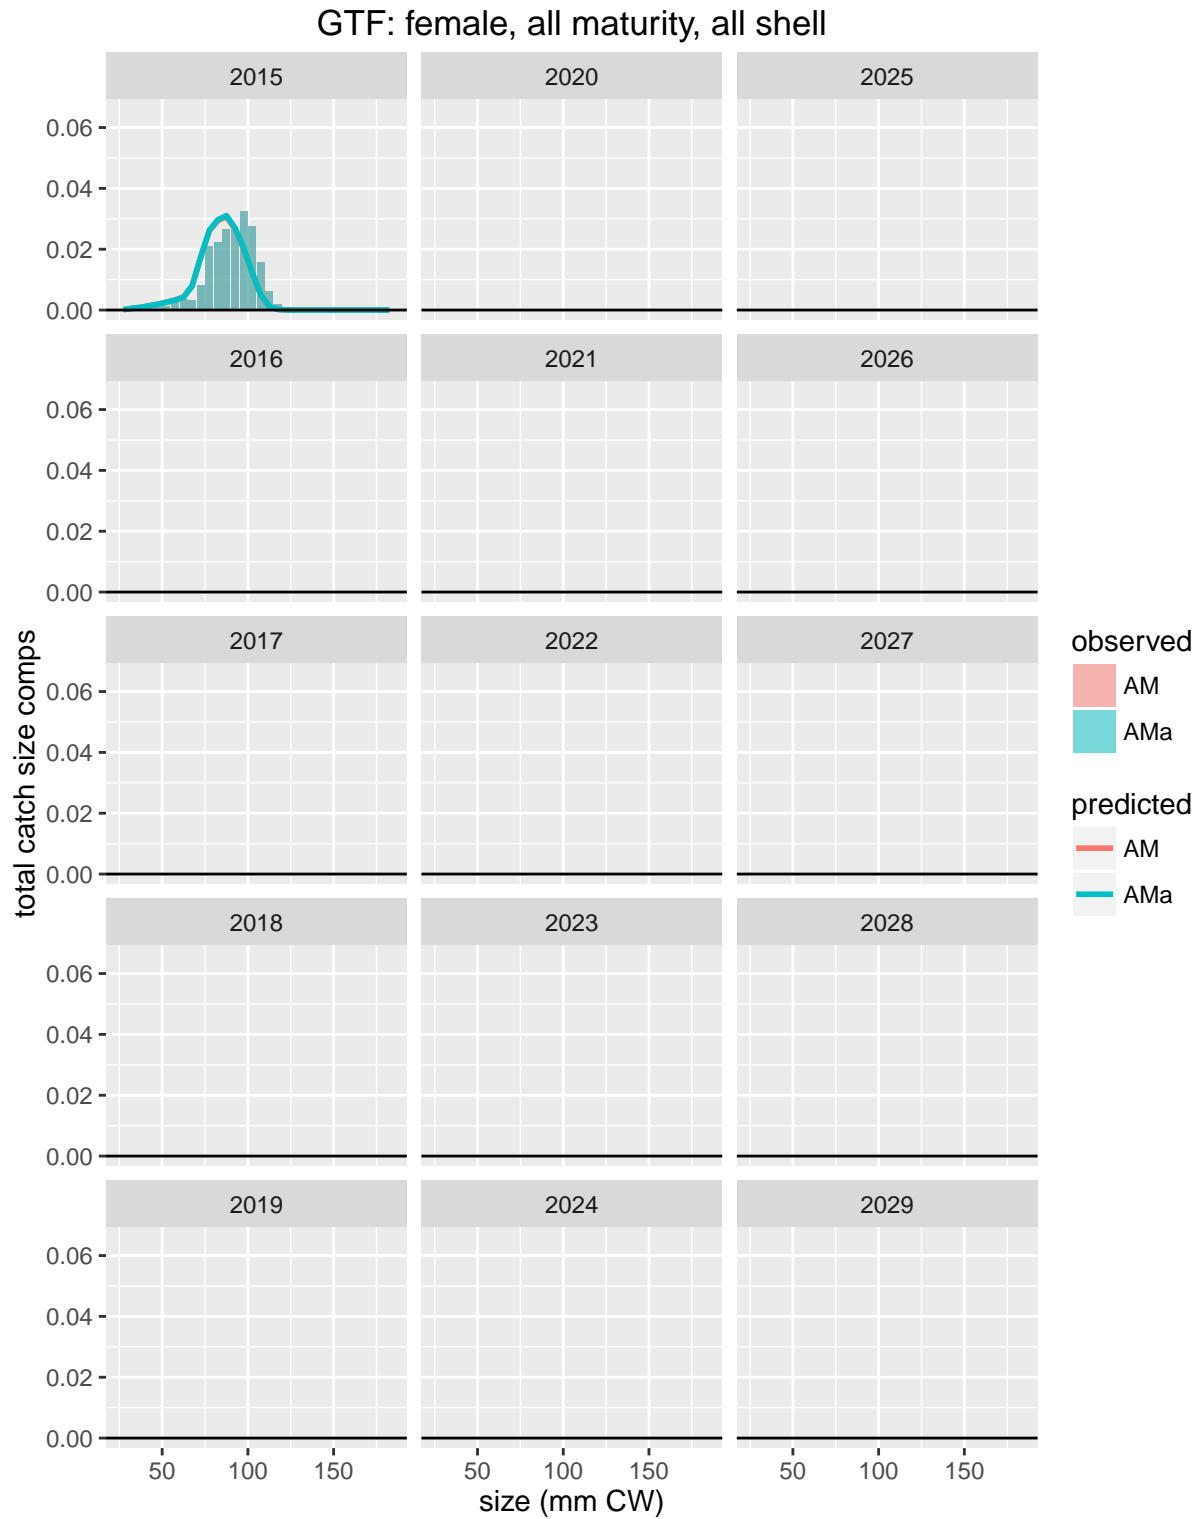 GTF: female, all maturity, all shell
2015 2020 2025
0.06
0.04
0.02
0.00
2016 2021 2026
0.06
0.04
0.02
0.00
2017 2022 2027
0.06
0.04
0.02
0.00
2018 2023 2028
0.06
0.04
0.02
0.00
2019 2024 2029
0.06
0.04
0.02
0.00
50 100 150 50 100 150 50 100 150
size (mm CW)
total catch size comps
observed
AM
AMa
predicted
AM
AMa